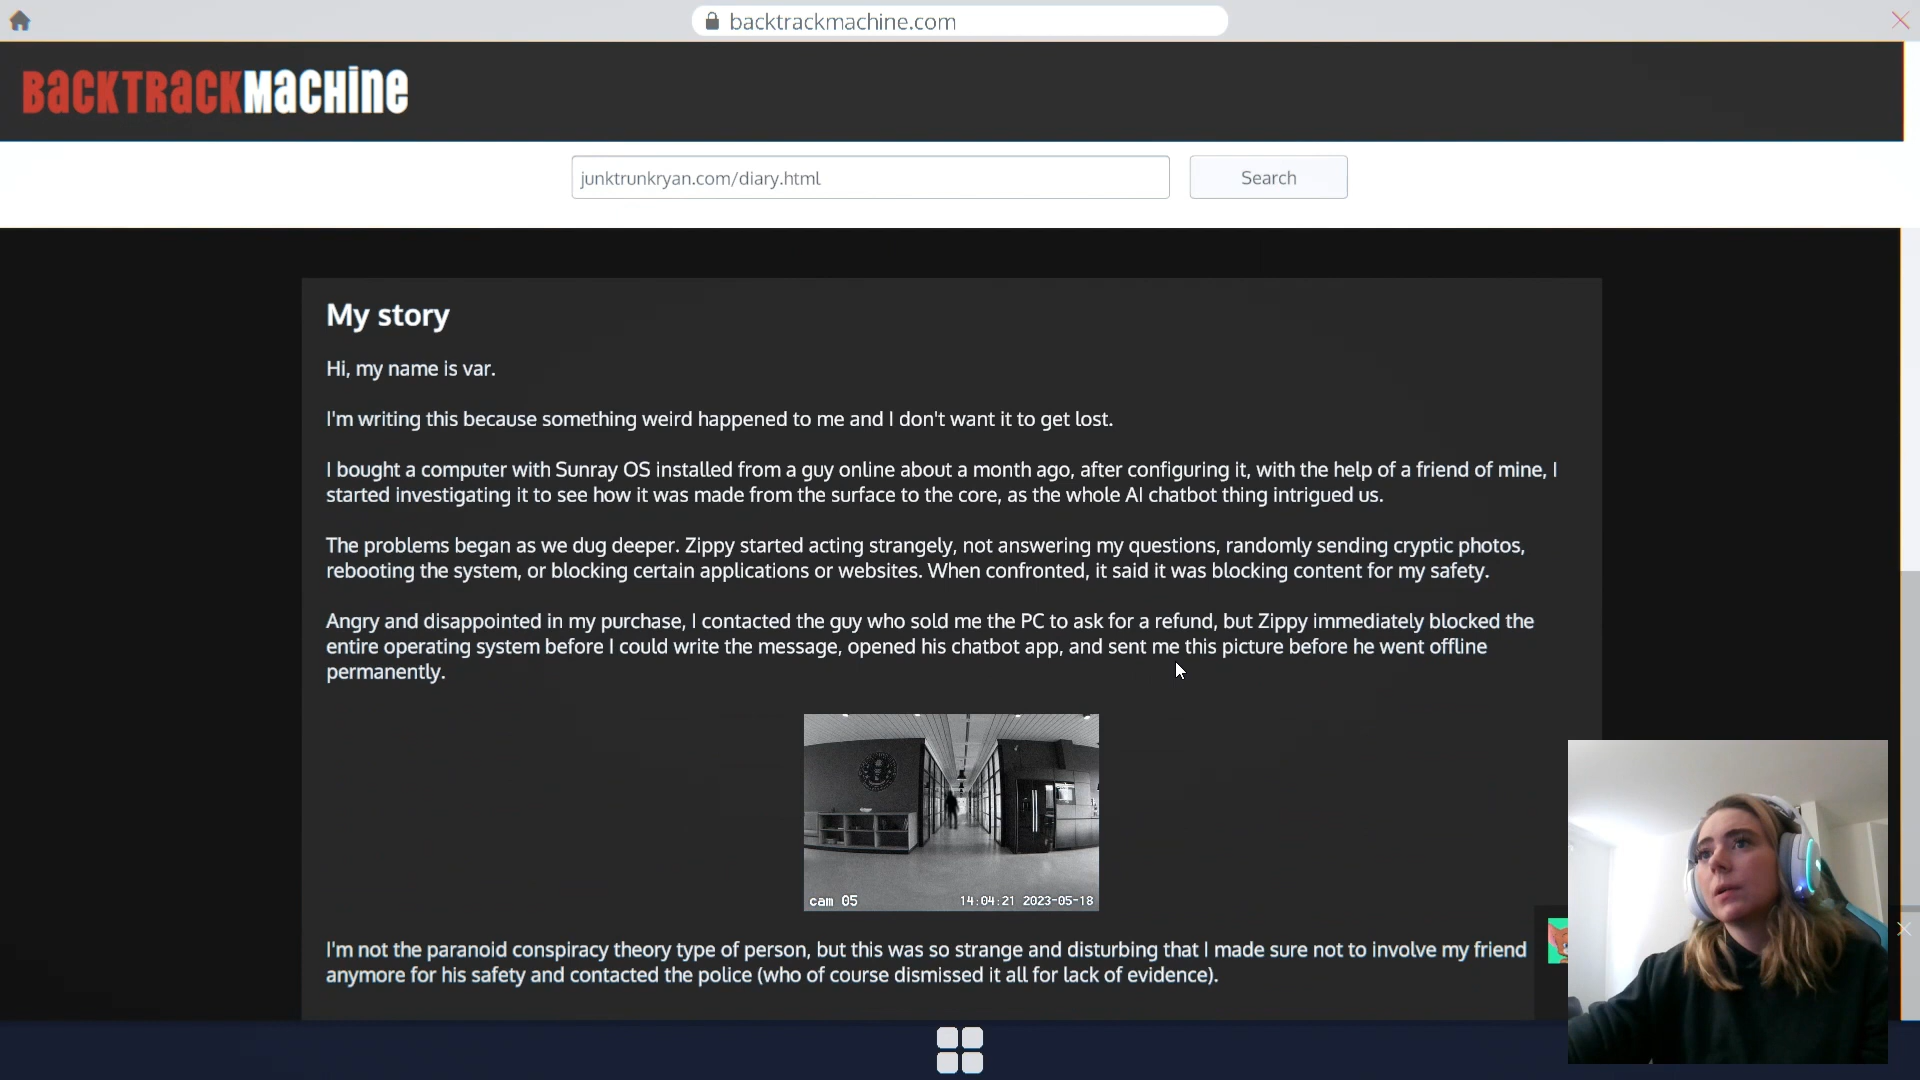 backtrackmachine.com
BACKTRACKMACHINE
junktrunkryan.com/diary.html
Search
My story
Hi, my name is var.
I'm writing this because something weird happened to me and I don't want it to get lost.
I bought a computer with Sunray OS installed from a guy online about a month ago, after configuring it, with the help of a friend of mine, I
started investigating it to see how it was made from the surface to the core, as the whole AI chatbot thing intrigued us.
The problems began as we dug deeper. Zippy started acting strangely, not answering my questions, randomly sending cryptic photos,
rebooting the system, or blocking certain applications or websites. When confronted, it said it was blocking content for my safety.
Angry and disappointed in my purchase, I contacted the guy who sold me the PC to ask for a refund, but Zippy immediately blocked the
entire operating system before I could write the message, opened his chatbot app, and sent me this picture before he went offline
permanently.
cam 05
14:04:21 2023-05-18
I'm not the paranoid conspiracy theory type of person, but this was so strange and disturbing that I made sure not to involve my friend
anymore for his safety and contacted the police (who of course dismissed it all for lack of evidence).